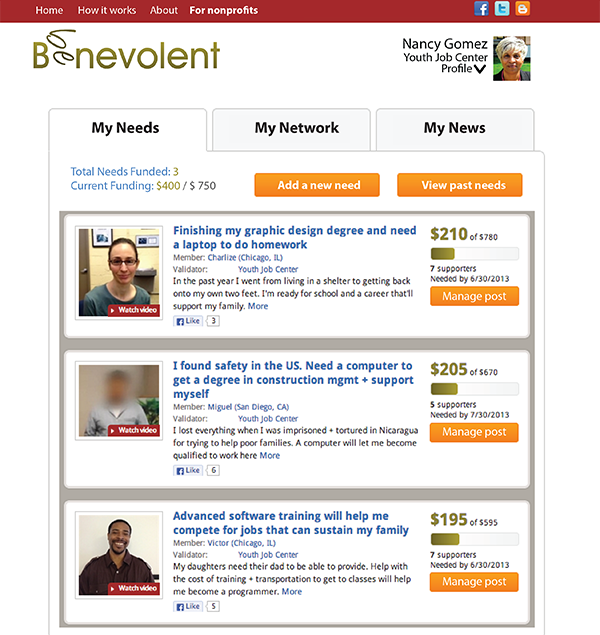 Home How it works About For nonprofits
Benevolent
Nancy Gomez
Youth Job Center
Profile
My Needs My Network My News
Total Needs Funded: 3
Current Funding: $400 / $ 750
Add a new need View past needs
Finishing my graphic design degree and need
a laptop to do homework
Member: Charlize (Chicago, IL)
Validator: Youth Job Center
In the past year I went from living in a shelter to getting back
onto my own two feet. I'm ready for school and a career that'll
support my family. More
Watch video
Like 3
$210 of $780
7 supporters
Needed by 6/30/2013
Manage post
I found safety in the US. Need a computer to
get a degree in construction mgmt + support
myself
Member: Miguel (San Diego, CA)
Validator: Youth Job Center
I lost everything when I was imprisoned + tortured in Nicaragua
for trying to help poor families. A computer will let me become
qualified to work here More
Watch video
Like 6
$205 of $670
5 supporters
Needed by 7/30/2013
Manage post
Advanced software training will help me
compete for jobs that can sustain my family
Member: Victor (Chicago, IL)
Validator: Youth Job Center
My daughters need their dad to be able to provide. Help with
the cost of training + transportation to get to classes will help
me become a programmer. More
Watch video
Like 5
$195 of $595
7 supporters
Needed by 6/30/2013
Manage post